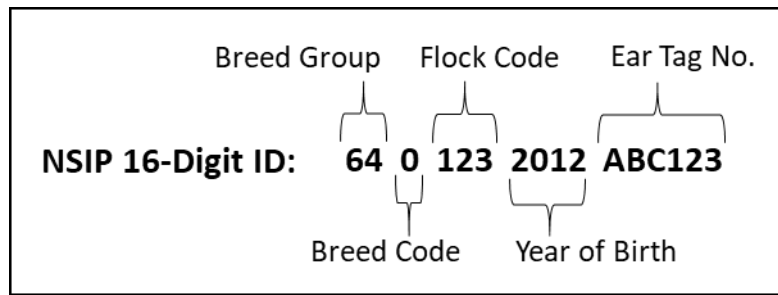 Breed Group Flock Code Ear Tag No.
NSIP 16-Digit ID: 64 0 123 2012 ABC123
Breed Code Year of Birth